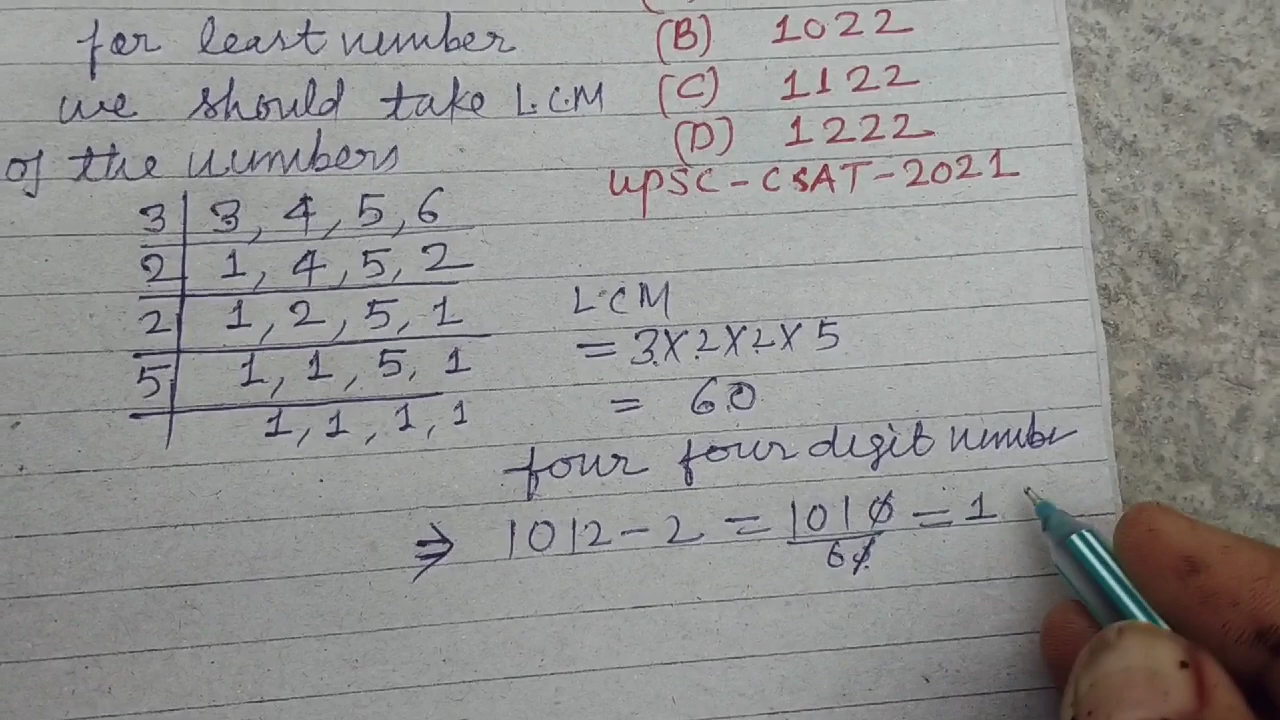 for least number
we should take L.C.M
of the numbers
(B) 1022
(C) 1122
(D) 1222
UPSC-CSAT-2021
3 | 3, 4, 5, 6
2 | 1, 4, 5, 2
2 | 1, 2, 5, 1
5 | 1, 1, 5, 1
1, 1, 1, 1
L.C.M
= 3×2×2×5
= 60
four four digit number
⇒ 1012 - 2 = 1010/60 = 1